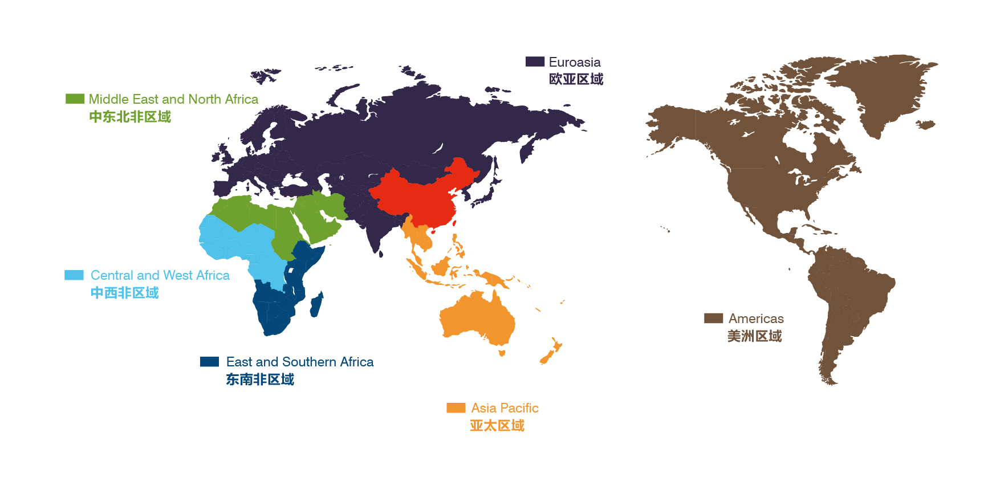 Euroasia
欧亚区域
Middle East and North Africa
中东北非区域
Central and West Africa
中西非区域
Americas
美洲区域
East and Southern Africa
东南非区域
Asia Pacific
亚太区域